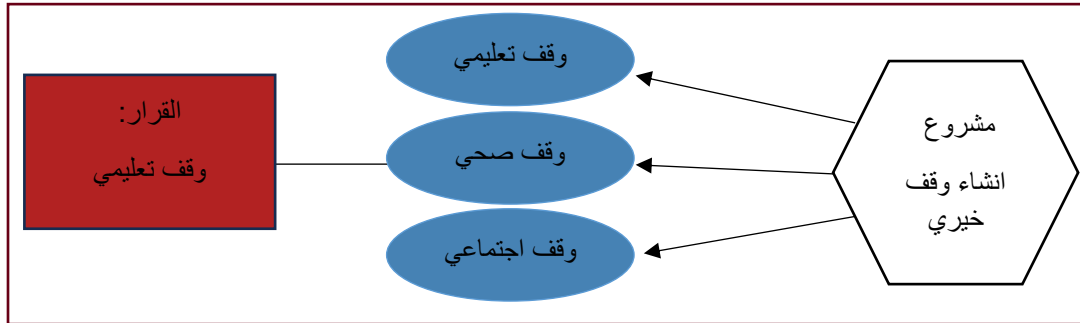 مشروع
انشاء وقف
خيري
وقف تعليمي
وقف صحي
وقف اجتماعي
القرار:
وقف تعليمي